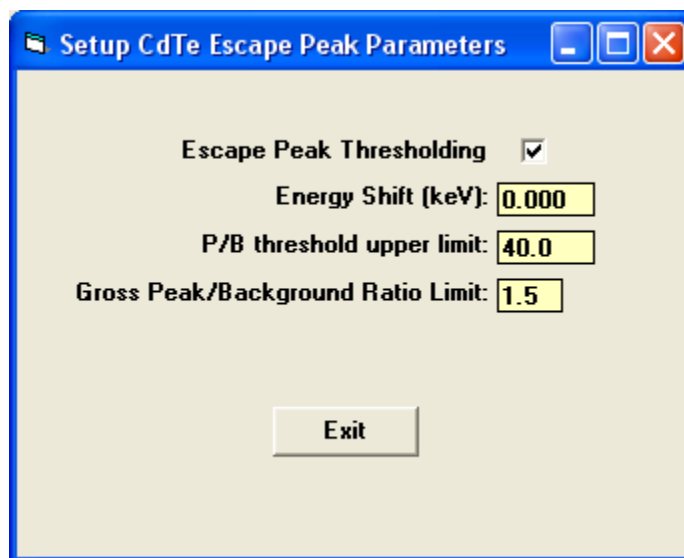 Setup CdTe Escape Peak Parameters
Escape Peak Thresholding
Energy Shift (keV): 0.000
P/B threshold upper limit: 40.0
Gross Peak/Background Ratio Limit: 1.5
Exit